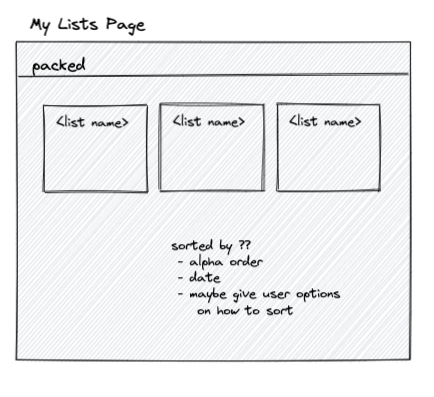 My Lists Page
packed
<list name> <list name> <list name>
sorted by ??
- alpha order
- date
- maybe give user options
on how to sort